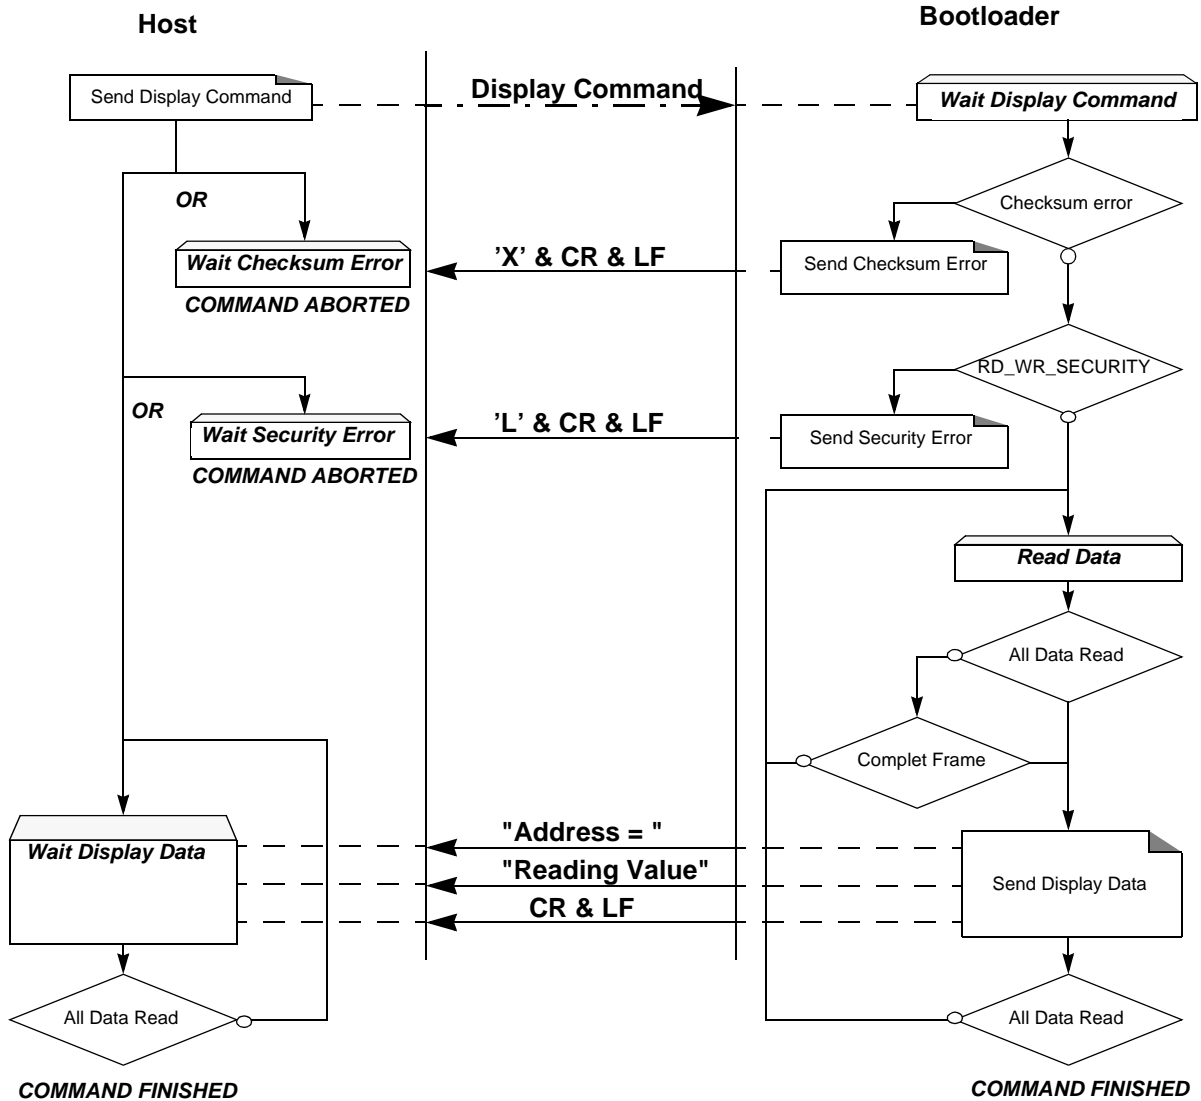 Host
Bootloader
Send Display Command
Display Command
Wait Display Command
OR
Checksum error
Wait Checksum Error
’X’ & CR & LF
Send Checksum Error
COMMAND ABORTED
RD_WR_SECURITY
OR
Wait Security Error
’L’ & CR & LF
Send Security Error
COMMAND ABORTED
Read Data
All Data Read
Complet Frame
"Address = "
Wait Display Data
"Reading Value"
Send Display Data
CR & LF
All Data Read
All Data Read
COMMAND FINISHED
COMMAND FINISHED